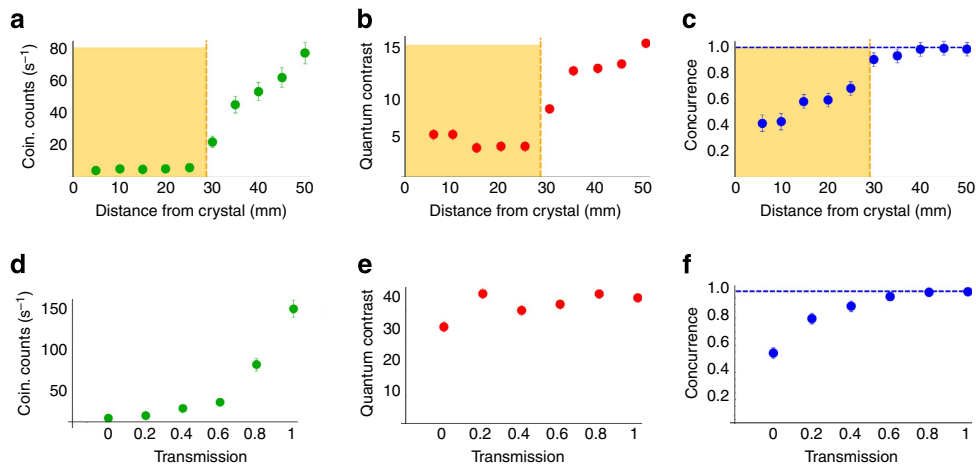 a
Coin. counts (s⁻¹)
80
60
40
20
0 10 20 30 40 50
Distance from crystal (mm)
b
Quantum contrast
15
10
5
0 10 20 30 40 50
Distance from crystal (mm)
c
Concurrence
1.0
0.8
0.6
0.4
0.2
0 10 20 30 40 50
Distance from crystal (mm)
d
Coin. counts (s⁻¹)
150
100
50
0 0.2 0.4 0.6 0.8 1
Transmission
e
Quantum contrast
40
30
20
10
0 0.2 0.4 0.6 0.8 1
Transmission
f
Concurrence
1.0
0.8
0.6
0.4
0.2
0 0.2 0.4 0.6 0.8 1
Transmission